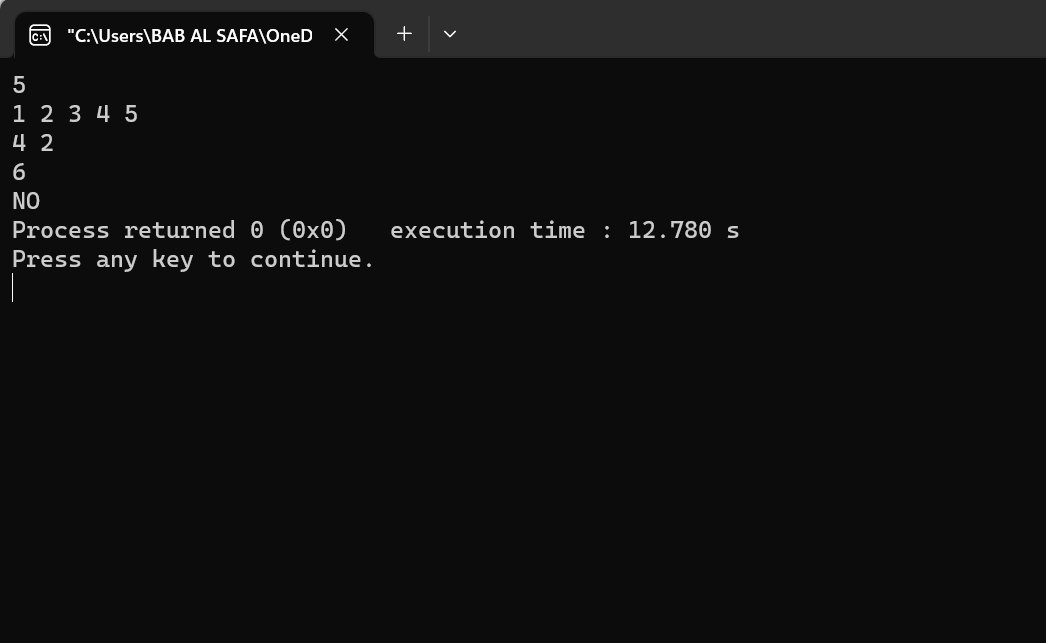 "C:\Users\BAB AL SAFA\OneD
5
1 2 3 4 5
4 2
6
NO
Process returned 0 (0x0)   execution time : 12.780 s
Press any key to continue.